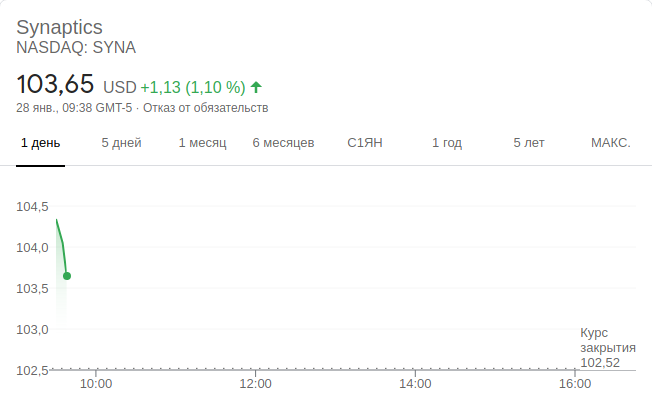 Synaptics
NASDAQ: SYNA
103,65 USD +1,13 (1,10 %)
28 янв., 09:38 GMT-5 · Отказ от обязательств
1 день 5 дней 1 месяц 6 месяцев С1ЯН 1 год 5 лет МАКС.
104,5
104,0
103,5
103,0
Курс
закрытия
102,52
102,5
10:00 12:00 14:00 16:00